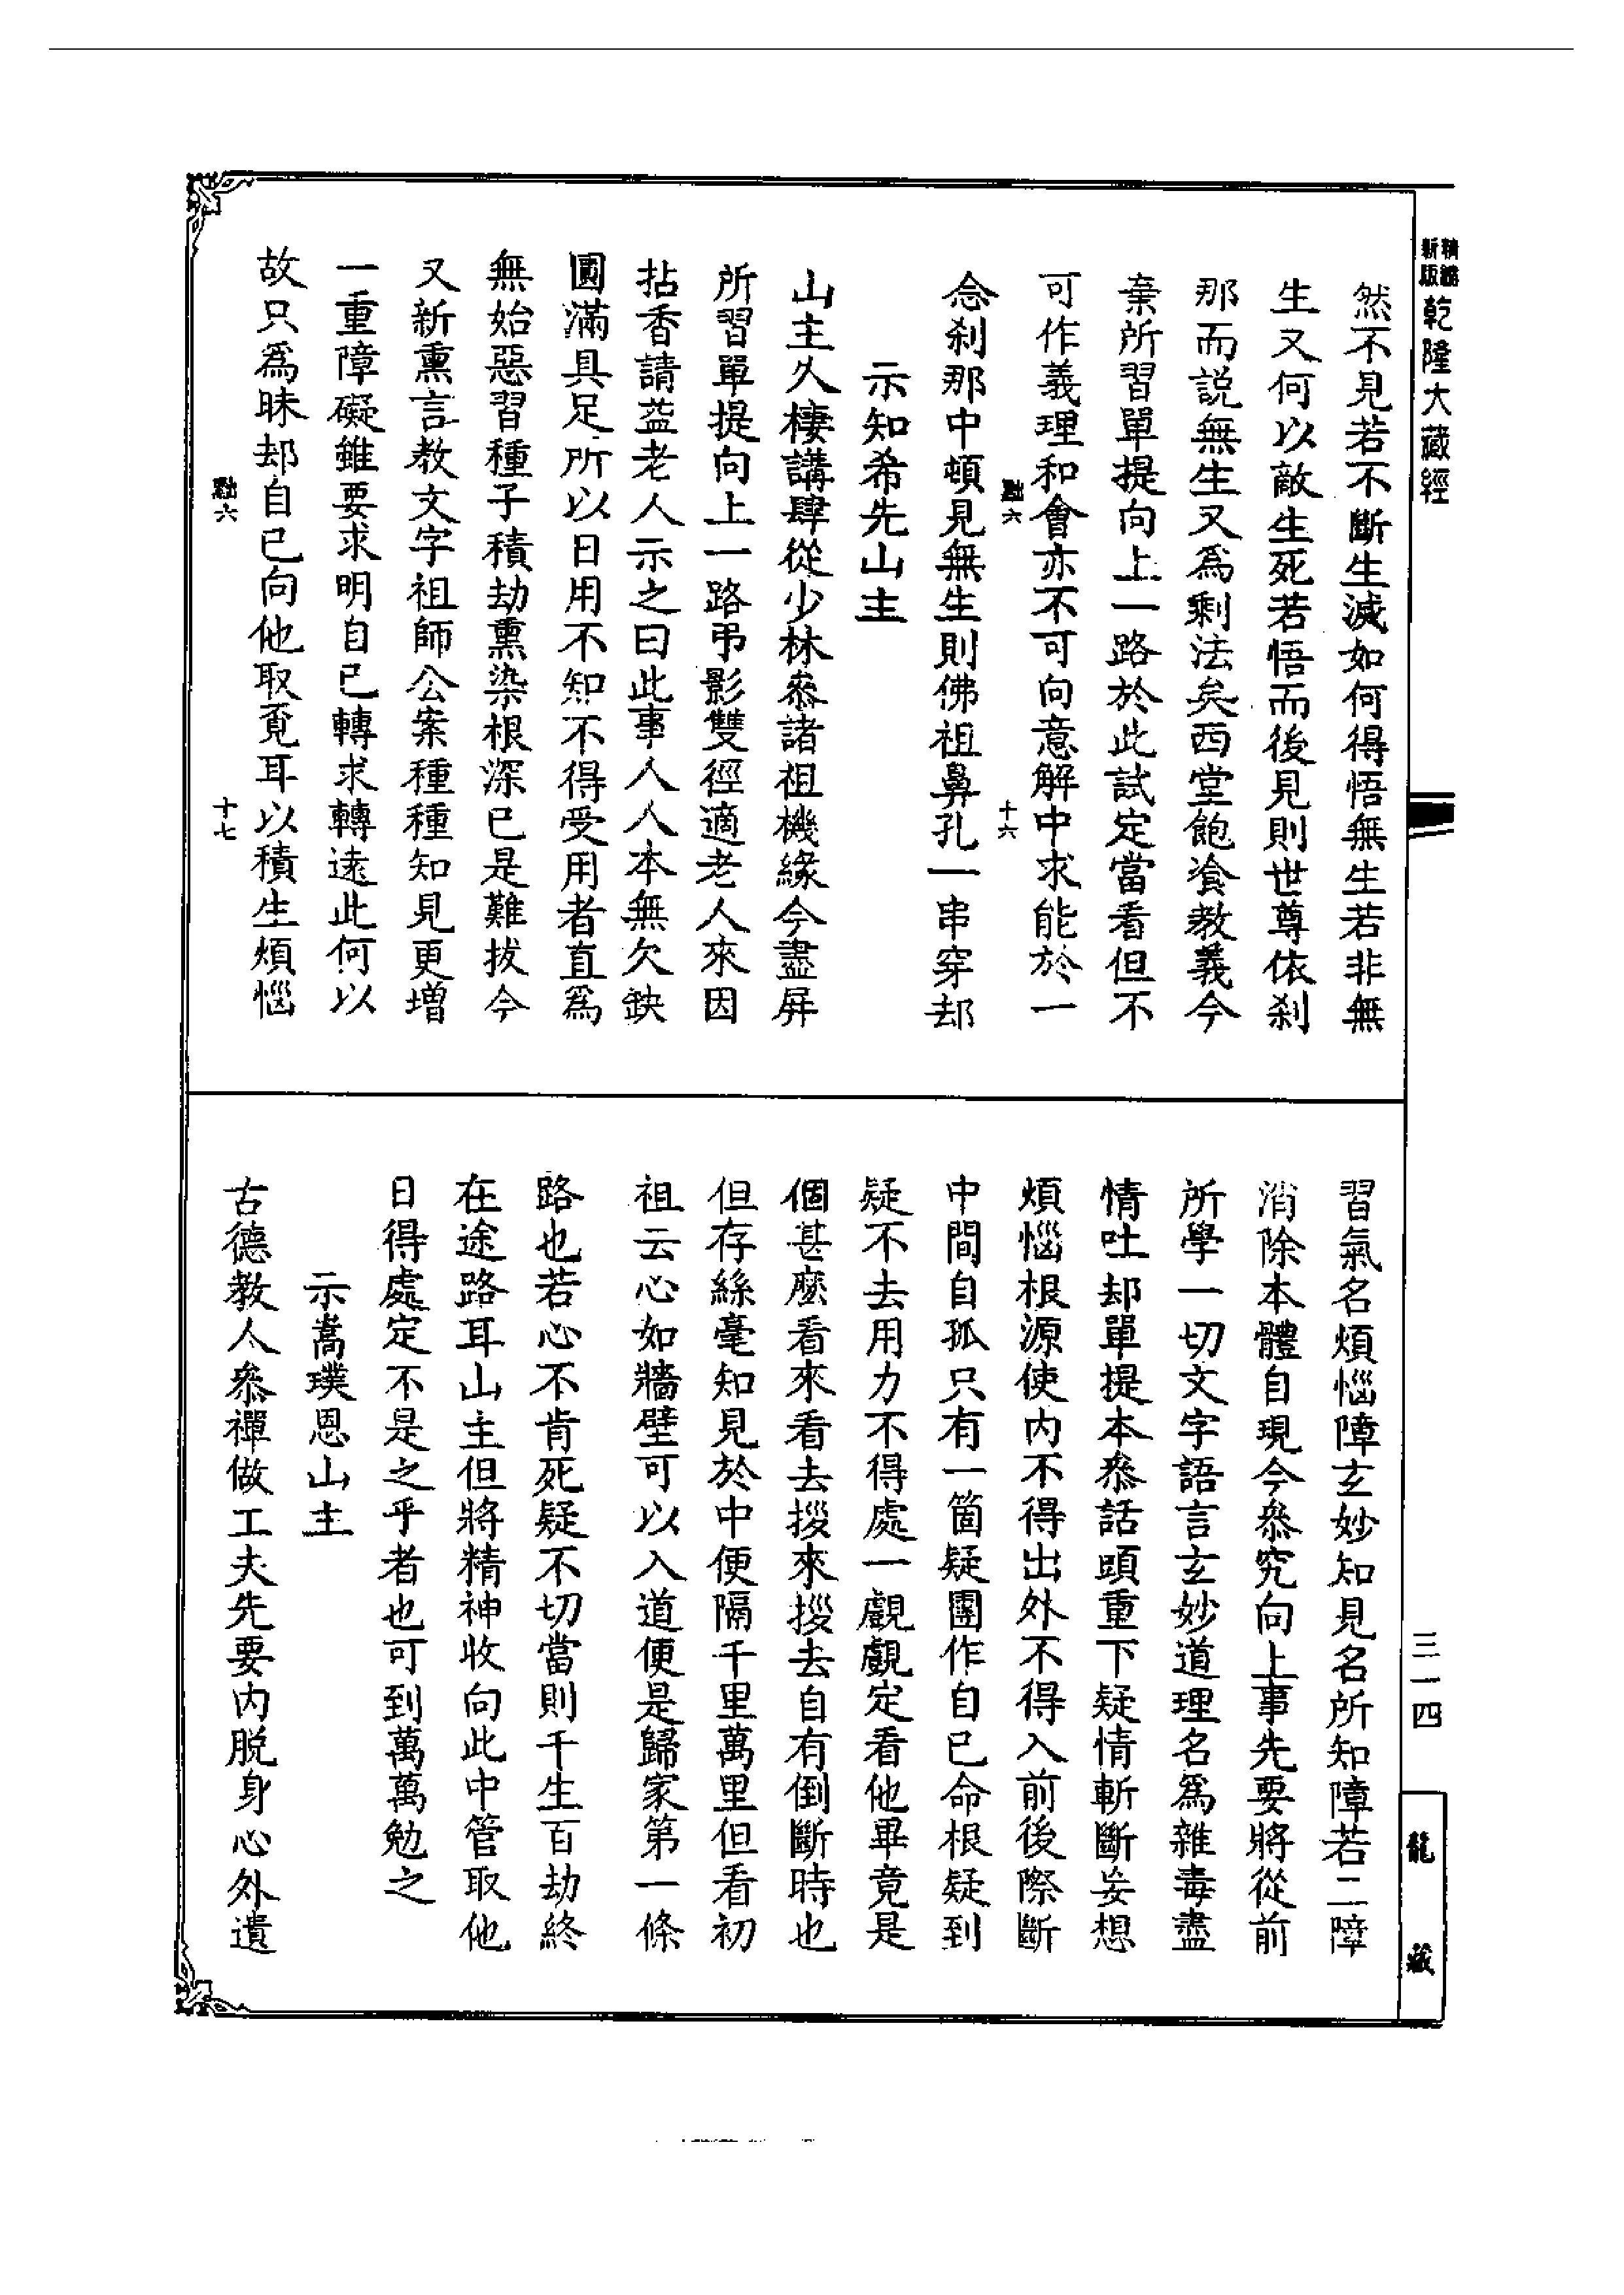 精編新版
乾隆大藏經
然不見若不斷生滅如何得悟無生若非無
生又何以敵生死若悟而後見則世尊依剎
那而説無生又爲剩法矣西堂飽飡教義今
棄所習單提向上一路於此試定當看但不
可作義理和會亦不可向意解中求能於一
黜六
十六
念剎那中頓見無生則佛祖鼻孔一串穿却
示知希先山主
山主久棲講肆從少林叅諸祖機緣今盡屏
所習單提向上一路弔影雙徑適老人來因
拈香請益老人示之曰此事人人本無欠缺
圓滿具足所以日用不知不得受用者直爲
無始惡習種子積劫熏染根深已是難拔今
又新熏言教文字祖師公案種種知見更增
一重障礙雖要求明自己轉求轉遠此何以
故只爲昧却自己向他取覓耳以積生煩惱
黜六
十七
習氣名煩惱障玄妙知見名所知障若二障
消除本體自現今叅究向上事先要將從前
所學一切文字語言玄妙道理名爲雜毒盡
情吐却單提本叅話頭重下疑情斬斷妄想
煩惱根源使內不得出外不得入前後際斷
中間自孤只有一箇疑團作自己命根疑到
疑不去用力不得處一覰覰定看他畢竟是
個甚麽看來看去拶來拶去自有倒斷時也
但存絲毫知見於中便隔千里萬里但看初
祖云心如牆壁可以入道便是歸家第一條
路也若心不肯死疑不切當則千生百劫終
在途路耳山主但將精神收向此中管取他
日得處定不是之乎者也可到萬萬勉之
示嵩璞恩山主
古德教人叅禪做工夫先要內脱身心外遺
三一四
龍藏